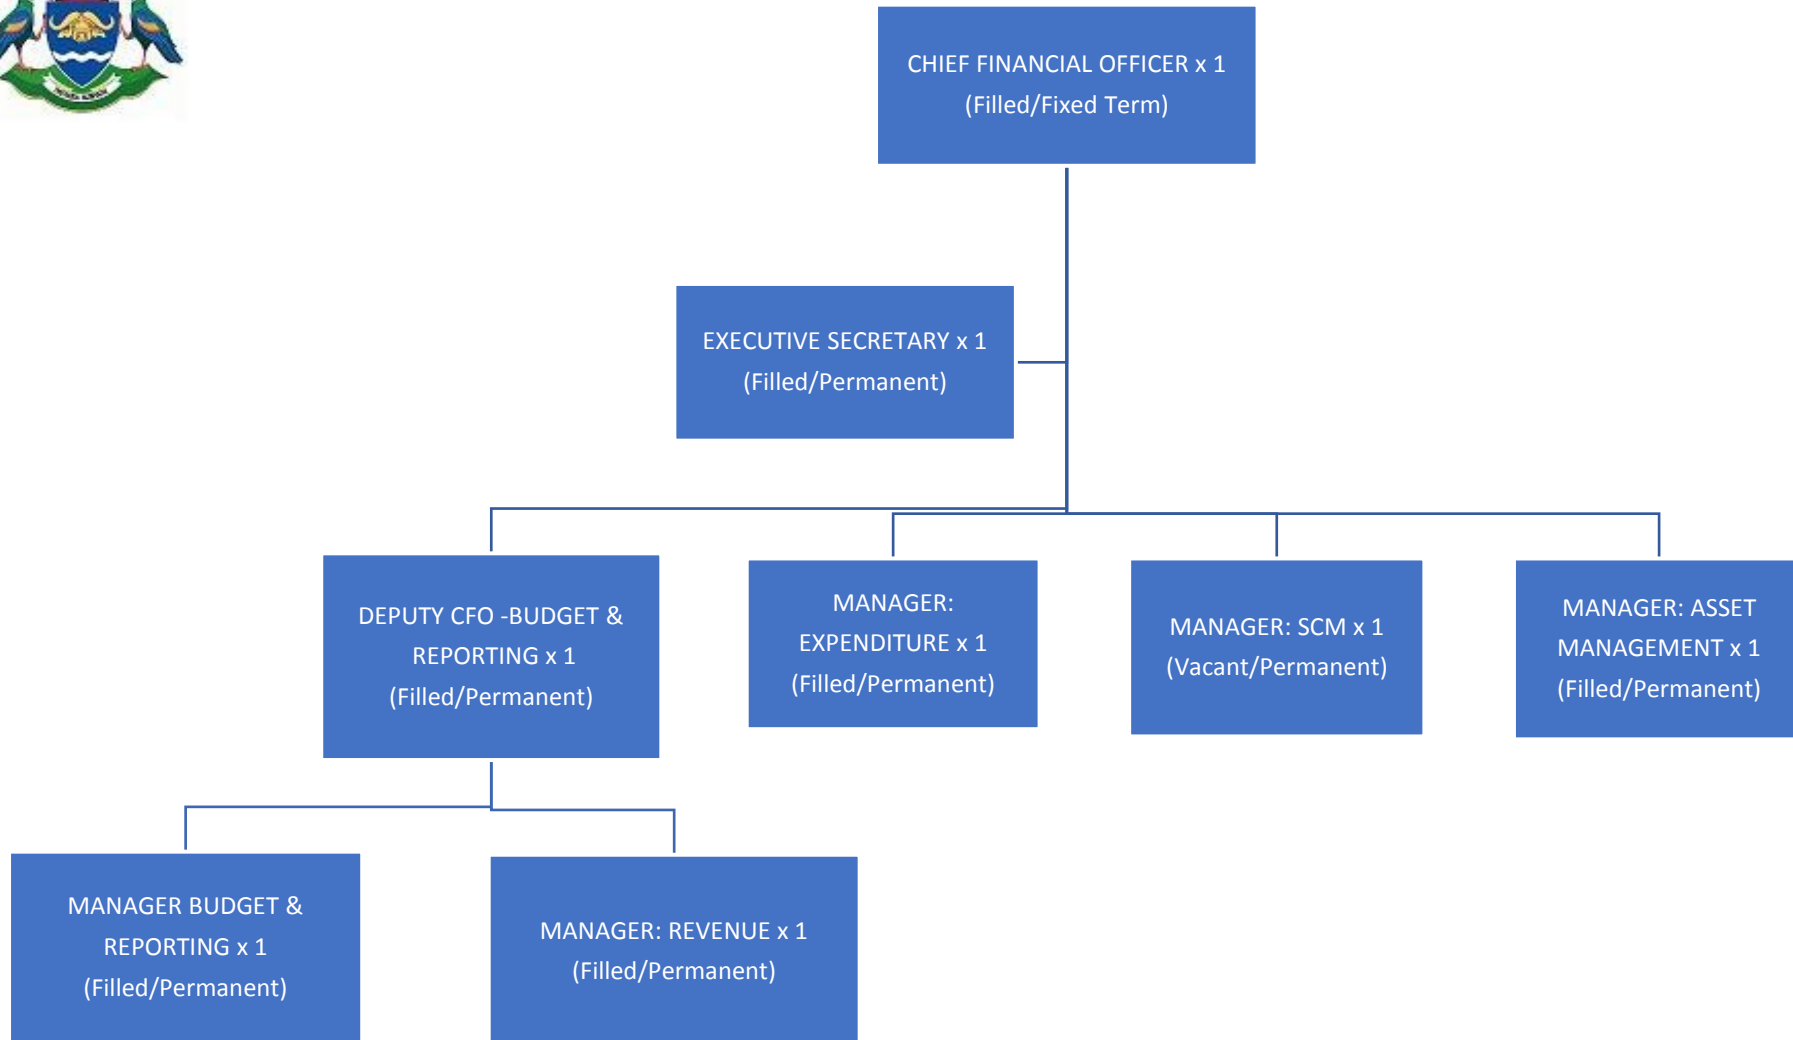 CHIEF FINANCIAL OFFICER x 1
(Filled/Fixed Term)
EXECUTIVE SECRETARY x 1
(Filled/Permanent)
DEPUTY CFO -BUDGET &
REPORTING x 1
(Filled/Permanent)
MANAGER:
EXPENDITURE x 1
(Filled/Permanent)
MANAGER: SCM x 1
(Vacant/Permanent)
MANAGER: ASSET
MANAGEMENT x 1
(Filled/Permanent)
MANAGER BUDGET &
REPORTING x 1
(Filled/Permanent)
MANAGER: REVENUE x 1
(Filled/Permanent)